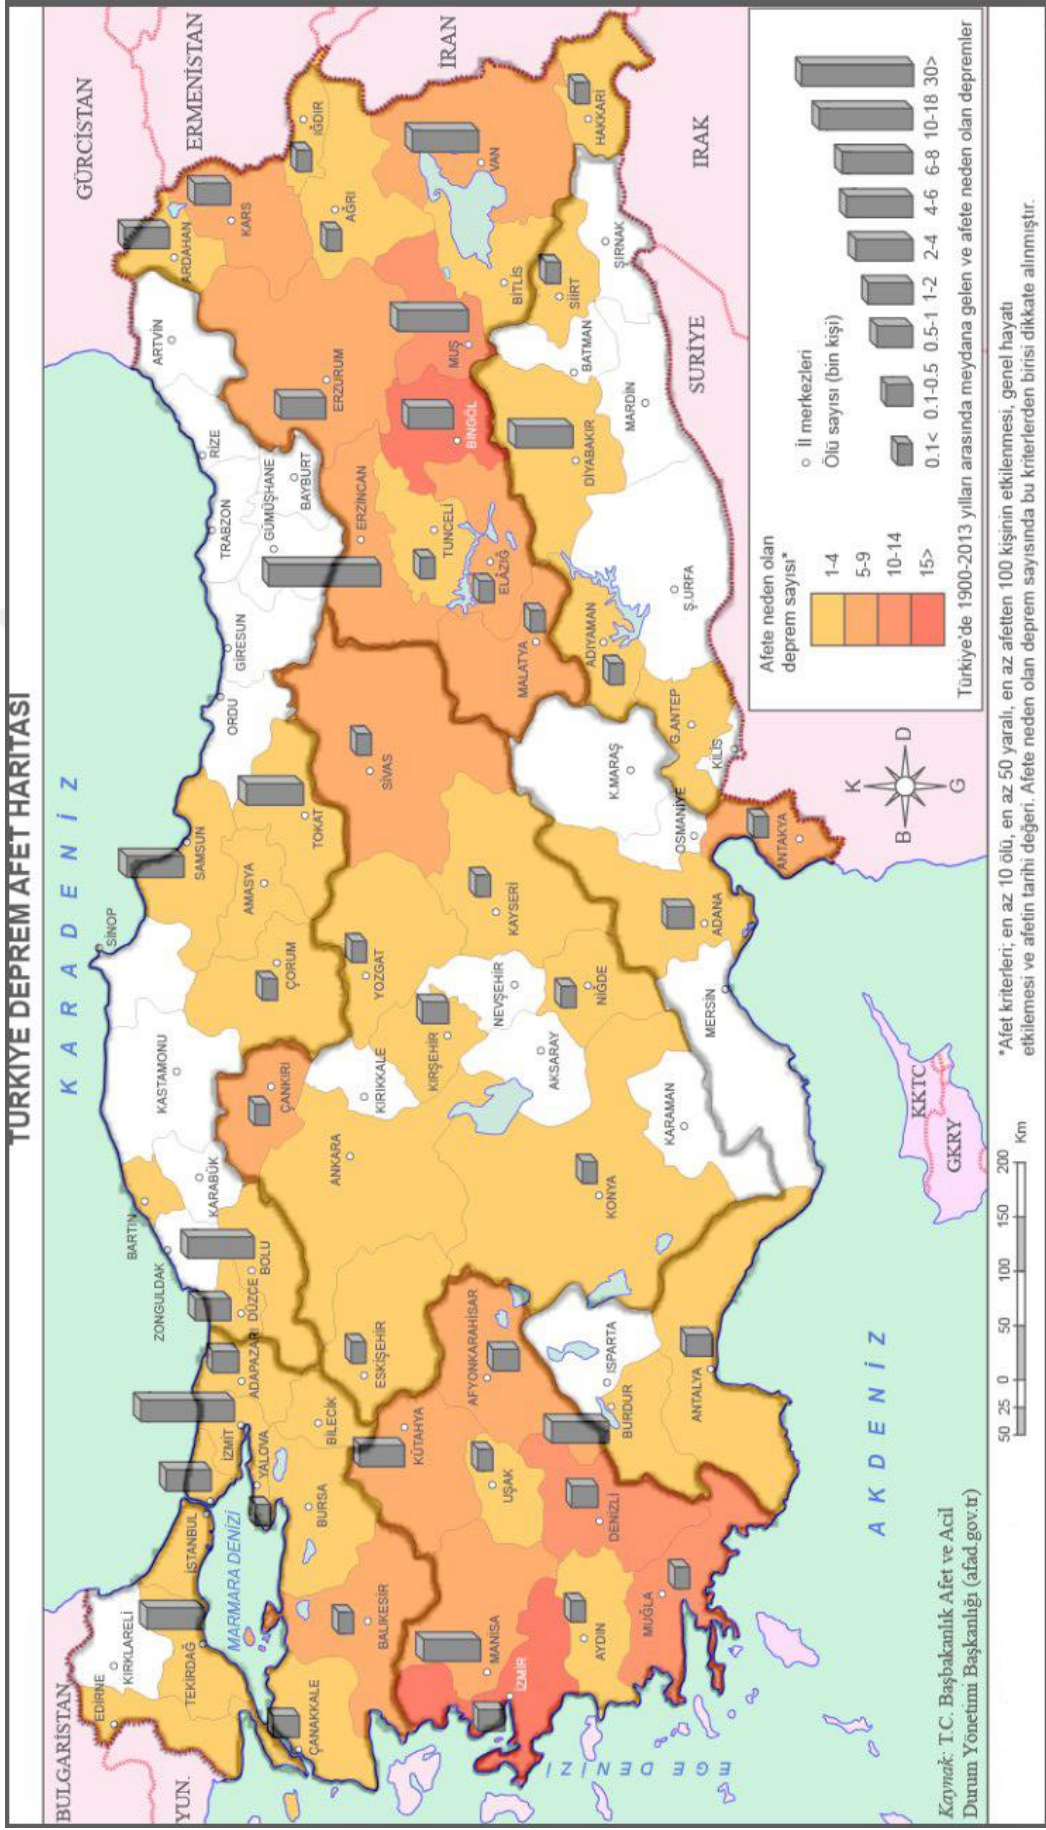 TÜRKİYE DEPREM AFET HARİTASI
BULGARİSTAN
YUN.
GÜRCİSTAN
ERMENİSTAN
İRAN
IRAK
SURİYE
KKTC
GKRY
KARADENİZ
MARMARA DENİZİ
EGE DENİZİ
AKDENİZ
EDİRNE
KIRKLARELİ
TEKİRDAĞ
İSTANBUL
ÇANAKKALE
BALIKESİR
BURSA
YALOVA
İZMİT
ADAPAZARI
BİLECİK
DÜZCE
BOLU
ZONGULDAK
BARTIN
KARABÜK
KASTAMONU
SİNOP
ÇANKIRI
ÇORUM
SAMSUN
AMASYA
TOKAT
ORDU
GİRESUN
TRABZON
GÜMÜŞHANE
BAYBURT
RİZE
ARTVİN
ARDAHAN
KARS
IĞDIR
AĞRI
ERZURUM
ERZİNCAN
TUNCELİ
BİNGÖL
MUŞ
BİTLİS
VAN
HAKKARİ
ŞIRNAK
SİİRT
BATMAN
MARDİN
DİYABAKIR
ELÂZIĞ
MALATYA
ADIYAMAN
Ş.URFA
G.ANTEP
KİLİS
K.MARAŞ
OSMANİYE
ANTAKYA
ADANA
MERSİN
SİVAS
YOZGAT
KAYSERİ
KIRŞEHİR
NEVŞEHİR
NİĞDE
AKSARAY
KIRIKKALE
ANKARA
KONYA
KARAMAN
ESKİŞEHİR
KÜTAHYA
AFYONKARAHİSAR
UŞAK
MANİSA
İZMİR
AYDIN
DENİZLİ
MUĞLA
ISPARTA
BURDUR
ANTALYA
K
B D
G
Afete neden olan
deprem sayısı*
1-4
5-9
10-14
15>
İl merkezleri
Ölü sayısı (bin kişi)
0.1< 0.1-0.5 0.5-1 1-2 2-4 4-6 6-8 10-18 30>
Türkiye'de 1900-2013 yılları arasında meydana gelen ve afete neden olan depremler
50 25 0 50 100 150 200
Km
Kaynak: T.C. Başbakanlık Afet ve Acil
Durum Yönetimi Başkanlığı (afad.gov.tr)
*Afet kriterleri; en az 10 ölü, en az 50 yaralı, en az afetten 100 kişinin etkilenmesi, genel hayatı
etkilemesi ve afetin tarihi değeri. Afete neden olan deprem sayısında bu kriterlerden birisi dikkate alınmıştır.